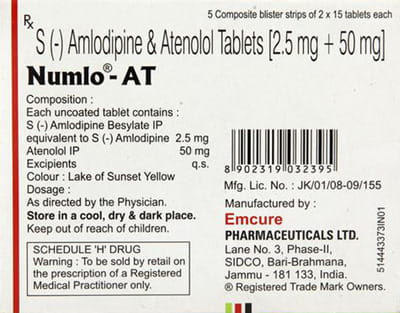 5 Composite blister strips of 2 x 15 tablets each
Rx
S (-) Amlodipine & Atenolol Tablets [2.5 mg + 50 mg]
Numlo® - AT
Composition :
Each uncoated tablet contains :
S (-) Amlodipine Besylate IP
equivalent to S (-) Amlodipine 2.5 mg
Atenolol IP 50 mg
Excipients q.s.
Colour : Lake of Sunset Yellow
Dosage :
As directed by the Physician.
Store in a cool, dry & dark place.
Keep out of reach of children.
SCHEDULE 'H' DRUG
Warning : To be sold by retail on
the prescription of a Registered
Medical Practitioner only.
8 902319 032395
Mfg. Lic. No. : JK/01/08-09/155
Manufactured by :
Emcure
PHARMACEUTICALS LTD.
Lane No. 3, Phase-II,
SIDCO, Bari-Brahmana,
Jammu - 181 133, India.
® Registered Trade Mark Owners.
514443373IN01